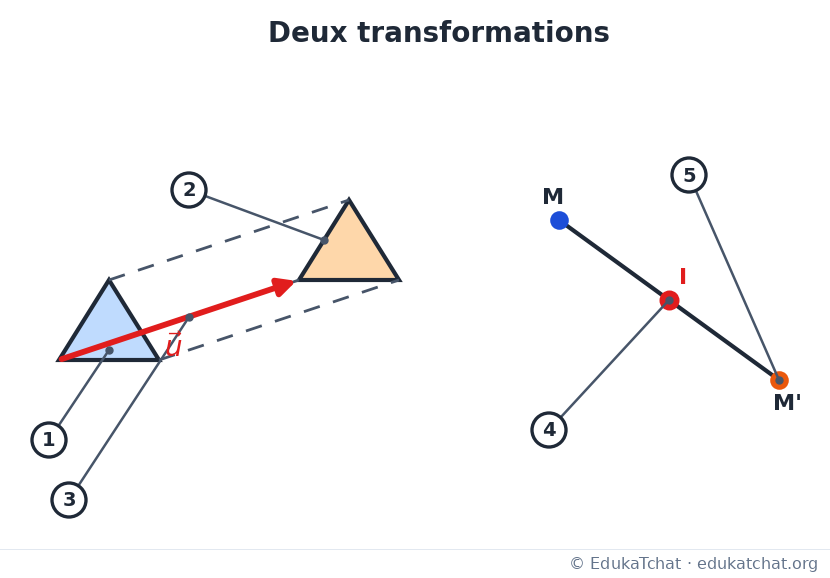 Deux transformations
2
5
M
I
u⃗
M'
1
4
3
© EdukaTchat · edukatchat.org